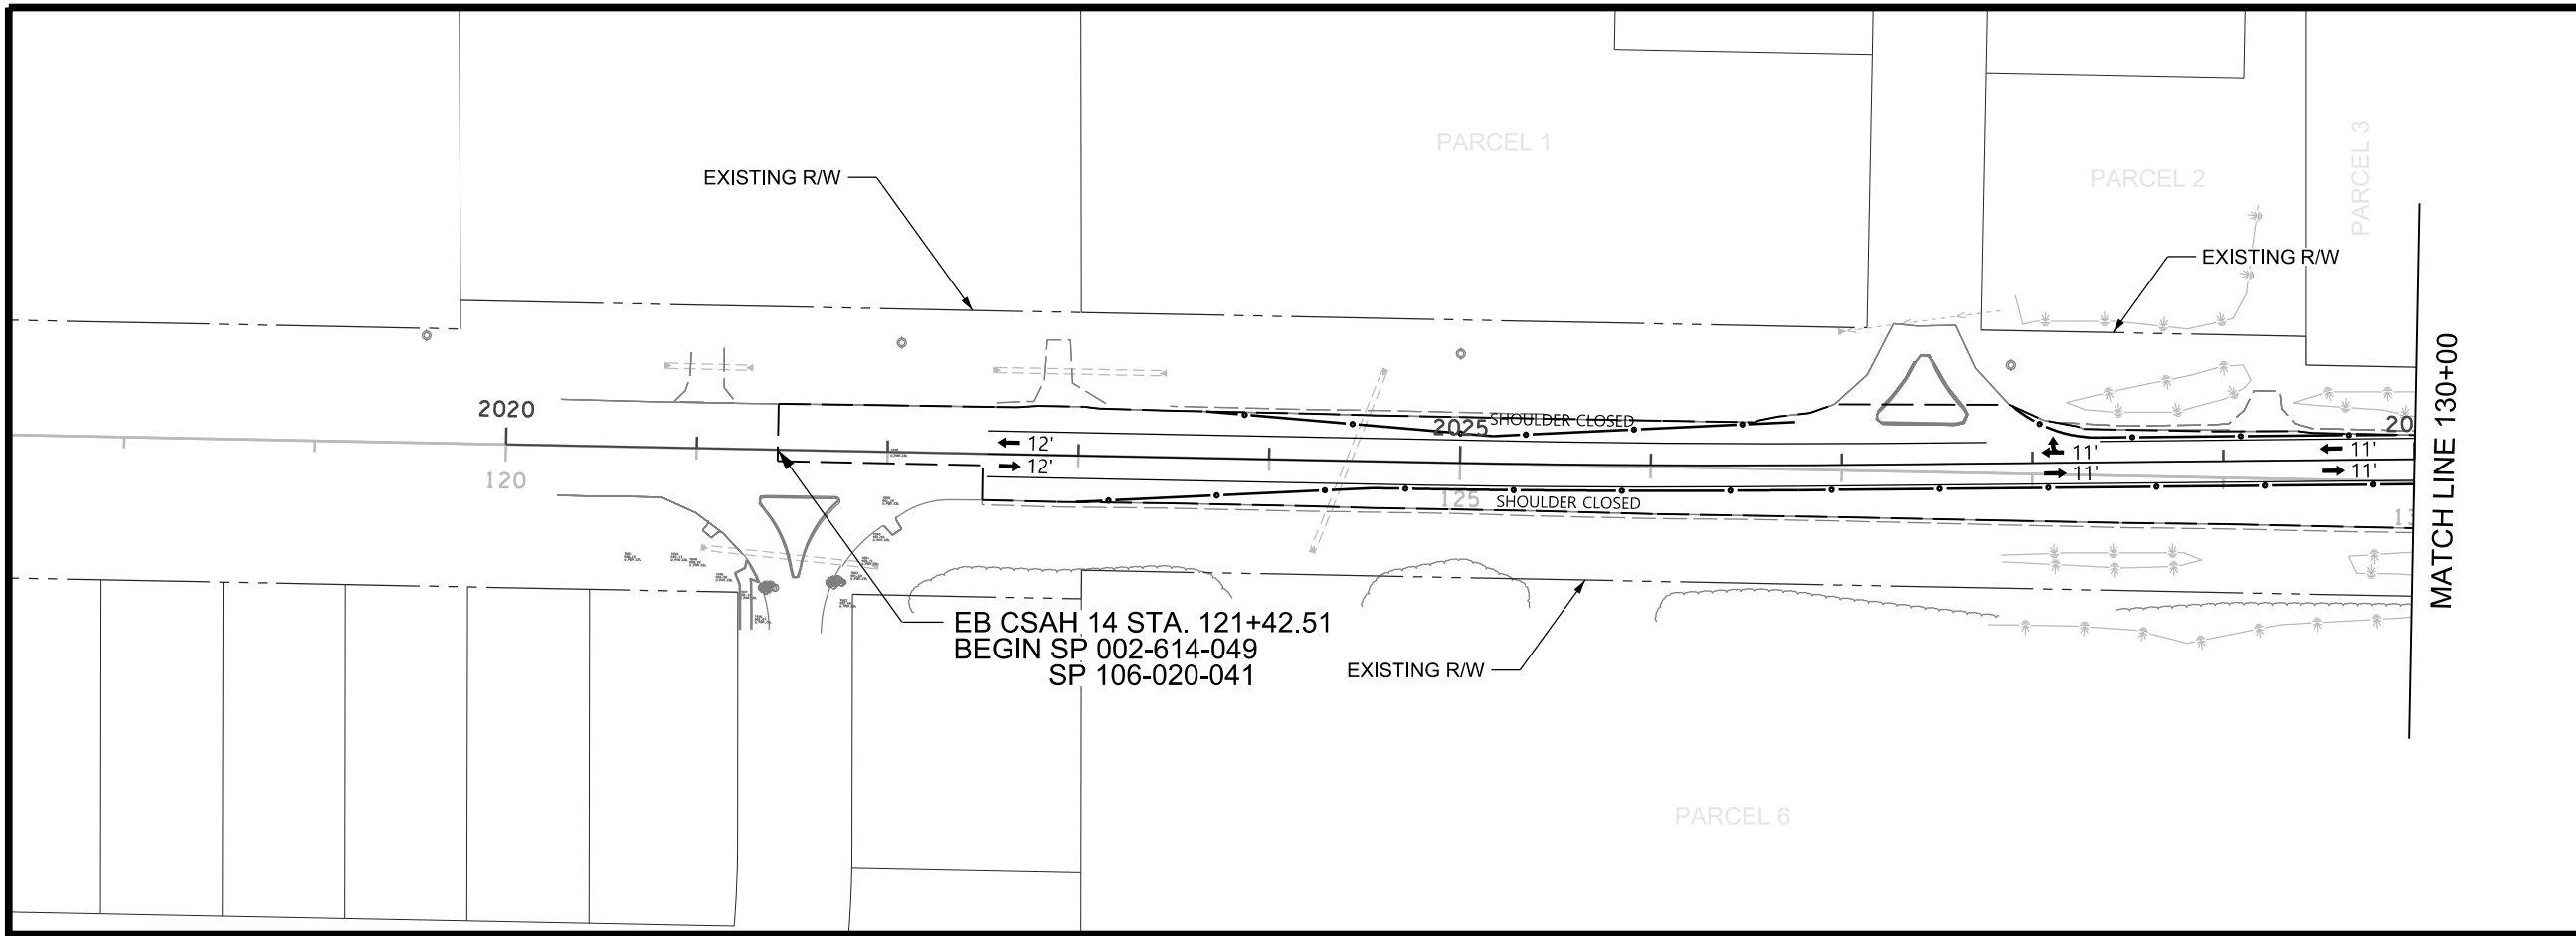 PARCEL 1
PARCEL 2
PARCEL 3
EXISTING R/W
EXISTING R/W
MATCH LINE 130+00
2020
120
12'
12'
2025
SHOULDER CLOSED
125
SHOULDER CLOSED
11'
11'
11'
11'
20
13
EB CSAH 14 STA. 121+42.51
BEGIN SP 002-614-049
SP 106-020-041
EXISTING R/W
PARCEL 6